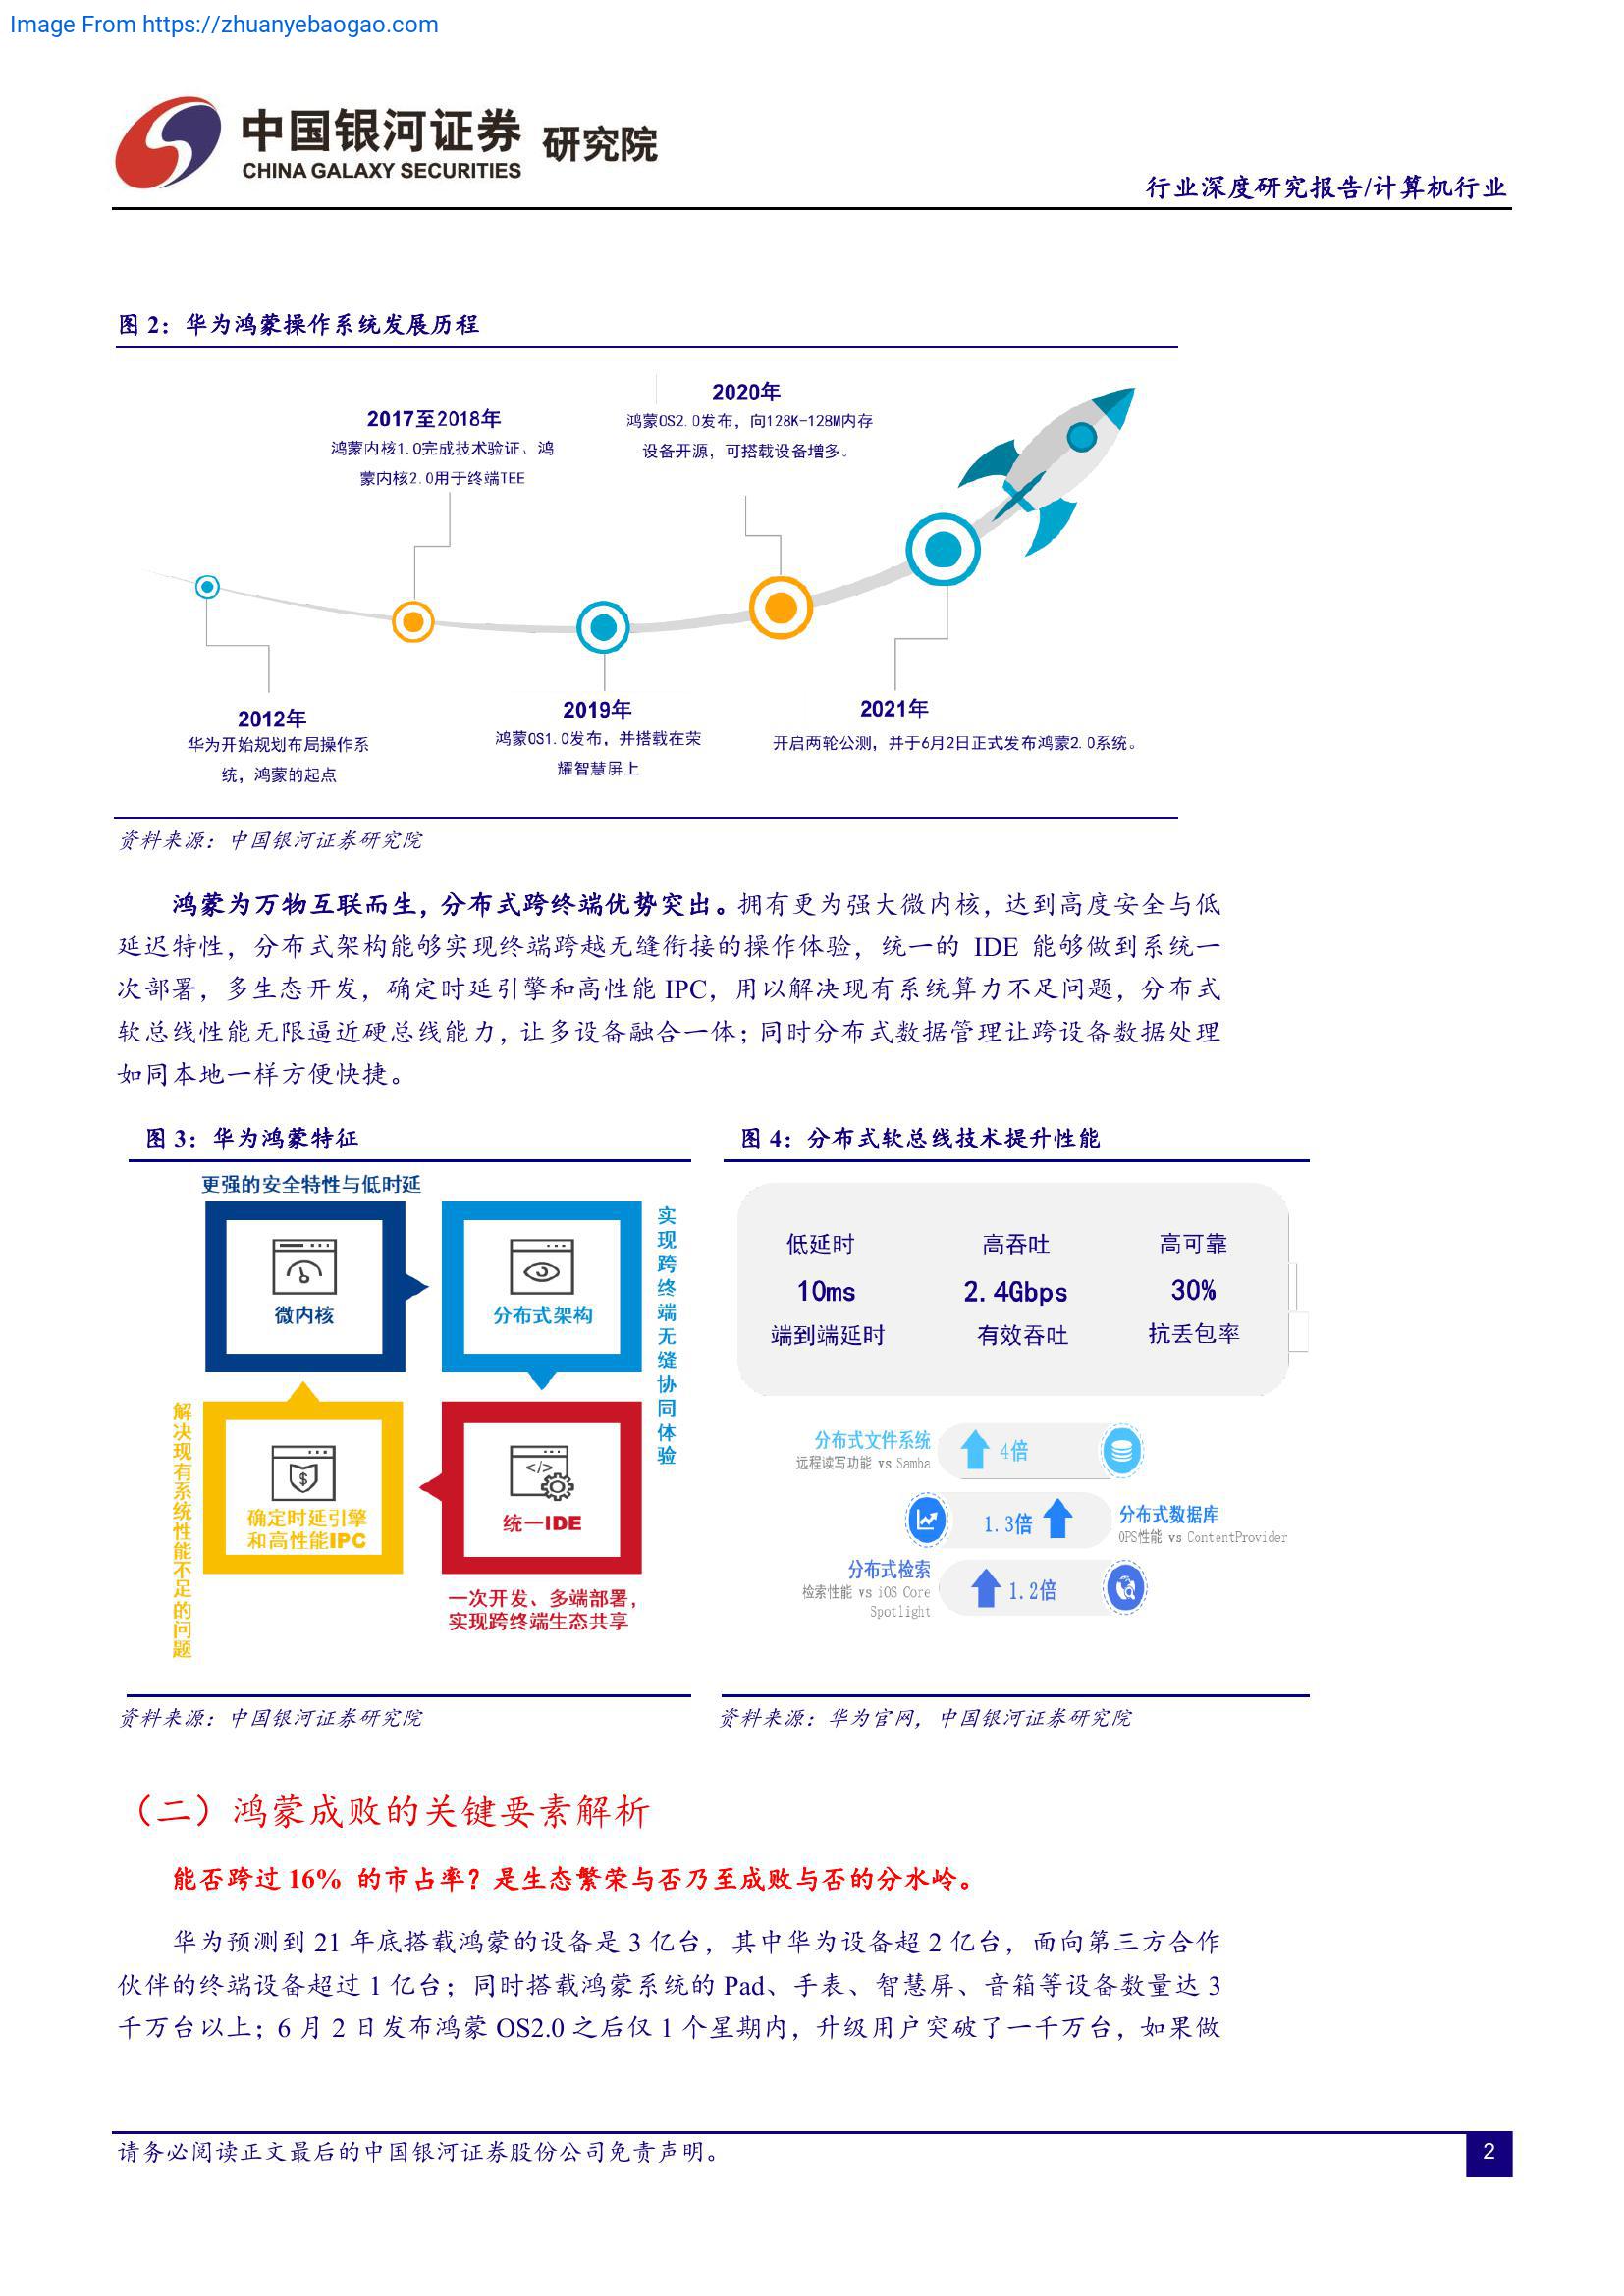 Image From https://zhuanyebaogao.com
中国银河证券 研究院
CHINA GALAXY SECURITIES
行业深度研究报告/计算机行业
图 2：华为鸿蒙操作系统发展历程
2020年
鸿蒙OS2.0发布，向128K-128M内存
设备开源，可搭载设备增多。
2017至2018年
鸿蒙内核1.0完成技术验证、鸿
蒙内核2.0用于终端TEE
2012年
华为开始规划布局操作系
统，鸿蒙的起点
2019年
鸿蒙OS1.0发布，并搭载在荣
耀智慧屏上
2021年
开启两轮公测，并于6月2日正式发布鸿蒙2.0系统。
资料来源：中国银河证券研究院
鸿蒙为万物互联而生，分布式跨终端优势突出。拥有更为强大微内核，达到高度安全与低
延迟特性，分布式架构能够实现终端跨越无缝衔接的操作体验，统一的 IDE 能够做到系统一
次部署，多生态开发，确定时延引擎和高性能 IPC，用以解决现有系统算力不足问题，分布式
软总线性能无限逼近硬总线能力，让多设备融合一体；同时分布式数据管理让跨设备数据处理
如同本地一样方便快捷。
图 3：华为鸿蒙特征
更强的安全特性与低时延
微内核
分布式架构
实现跨终端无缝协同体验
解决现有系统性能不足的问题
确定时延引擎
和高性能IPC
统一IDE
一次开发、多端部署，
实现跨终端生态共享
资料来源：中国银河证券研究院
图 4：分布式软总线技术提升性能
低延时 高吞吐 高可靠
10ms 2.4Gbps 30%
端到端延时 有效吞吐 抗丢包率
分布式文件系统
远程读写功能 vs Samba
4倍
1.3倍
分布式数据库
OPS性能 vs ContentProvider
分布式检索
检索性能 vs iOS Core
Spotlight
1.2倍
资料来源：华为官网，中国银河证券研究院
（二）鸿蒙成败的关键要素解析
能否跨过 16% 的市占率？是生态繁荣与否乃至成败与否的分水岭。
华为预测到 21 年底搭载鸿蒙的设备是 3 亿台，其中华为设备超 2 亿台，面向第三方合作
伙伴的终端设备超过 1 亿台；同时搭载鸿蒙系统的 Pad、手表、智慧屏、音箱等设备数量达 3
千万台以上；6 月 2 日发布鸿蒙 OS2.0 之后仅 1 个星期内，升级用户突破了一千万台，如果做
请务必阅读正文最后的中国银河证券股份公司免责声明。
2